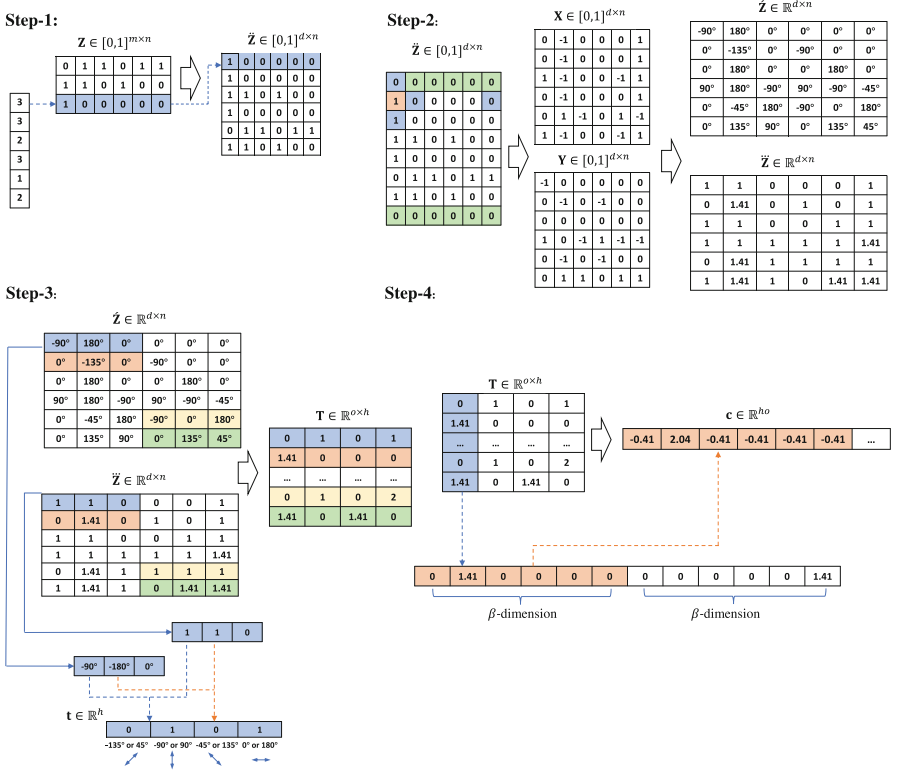 Step-1:
Z ∈ [0,1]^{m×n}
0 1 1 0 1 1
1 1 0 1 0 0
1 0 0 0 0 0
3
3
2
3
1
2
Z̈ ∈ [0,1]^{d×n}
1 0 0 0 0 0
1 0 0 0 0 0
1 1 0 1 0 0
1 0 0 0 0 0
0 1 1 0 1 1
1 1 0 1 0 0
Step-2:
Z̈ ∈ [0,1]^{d×n}
0 0 0 0 0 0
1 0 0 0 0 0
1 0 0 0 0 0
1 1 0 1 0 0
1 0 0 0 0 0
0 1 1 0 1 1
1 1 0 1 0 0
0 0 0 0 0 0
X ∈ [0,1]^{d×n}
0 -1 0 0 0 1
0 -1 0 0 0 1
1 -1 0 0 -1 0
0 -1 0 0 0 1
1 0 -1 0 1 -1
1 -1 0 0 -1 1
Y ∈ [0,1]^{d×n}
-1 0 0 0 0 0
0 -1 0 -1 0 0
0 0 0 0 0 0
1 0 -1 1 -1 -1
0 -1 0 -1 0 0
0 1 1 0 1 1
Ź ∈ ℝ^{d×n}
-90° 180° 0° 0° 0° 0°
0° -135° 0° -90° 0° 0°
0° 180° 0° 0° 180° 0°
90° 180° 90° 90° -90° -45°
0° -45° 180° -90° 0° 180°
0° 135° 90° 0° 135° 45°
Z⃛ ∈ ℝ^{d×n}
1 1 0 0 0 1
0 1.41 0 1 0 1
1 1 0 0 1 0
1 1 1 1 1 1.41
0 1.41 1 1 1 1
1 1.41 1 0 1.41 1.41
Step-3:
Ź ∈ ℝ^{d×n}
-90° 180° 0° 0° 0° 0°
0° -135° 0° -90° 0° 0°
0° 180° 0° 0° 180° 0°
90° 180° 90° 90° -90° -45°
0° -45° 180° -90° 0° 180°
0° 135° 90° 0° 135° 45°
Z⃛ ∈ ℝ^{d×n}
1 1 0 0 0 1
0 1.41 0 1 0 1
1 1 0 0 1 1
1 1 1 1 1 1.41
0 1.41 1 1 1 1
1 1.41 1 0 1.41 1.41
T ∈ ℝ^{o×h}
0 1 0 1
1.41 0 0 0
... ... ... ...
0 1 0 2
1.41 0 1.41 0
1 1 0
-90° -180° 0°
t ∈ ℝ^h
0 1 0 1
-135° or 45° -90° or 90° -45° or 135° 0° or 180°
Step-4:
T ∈ ℝ^{o×h}
0 1 0 1
1.41 0 0 0
... ... ... ...
0 1 0 2
1.41 0 1.41 0
c ∈ ℝ^{ho}
-0.41 2.04 -0.41 -0.41 -0.41 -0.41 ...
0 1.41 0 0 0 0 0 0 0 0 0 1.41
β-dimension β-dimension